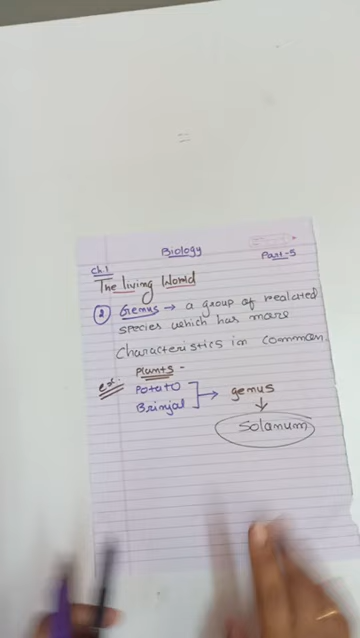 Biology
Part-5
Ch.1
The living World
② Genus → a group of realated
species which has more
characteristics in common
ex:- Plants -
Potato
Brinjal → genus
↓
Solanum